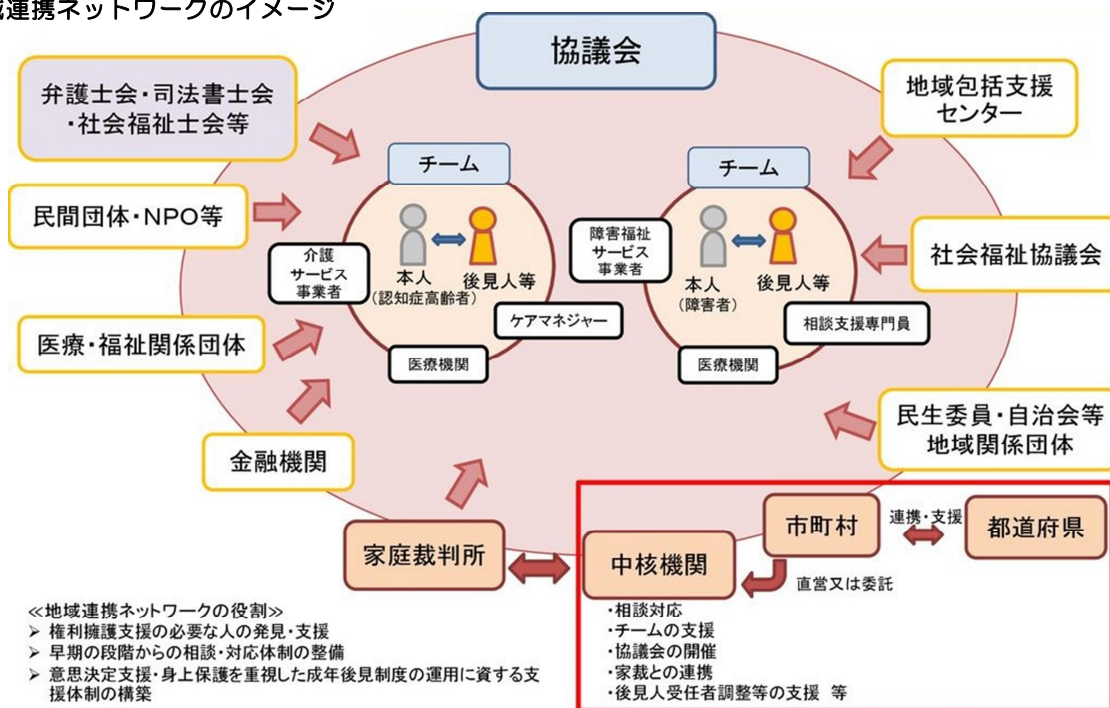 域連携ネットワークのイメージ
協議会
弁護士会・司法書士会
・社会福祉士会等
民間団体・NPO等
医療・福祉関係団体
金融機関
地域包括支援
センター
社会福祉協議会
民生委員・自治会等
地域関係団体
チーム
本人
(認知症高齢者)
後見人等
介護
サービス
事業者
ケアマネジャー
医療機関
チーム
本人
(障害者)
後見人等
障害福祉
サービス
事業者
相談支援専門員
医療機関
家庭裁判所
中核機関
市町村
連携・支援
都道府県
直営又は委託
・相談対応
・チームの支援
・協議会の開催
・家裁との連携
・後見人受任者調整等の支援 等
≪地域連携ネットワークの役割≫
➢ 権利擁護支援の必要な人の発見・支援
➢ 早期の段階からの相談・対応体制の整備
➢ 意思決定支援・身上保護を重視した成年後見制度の運用に資する支
援体制の構築